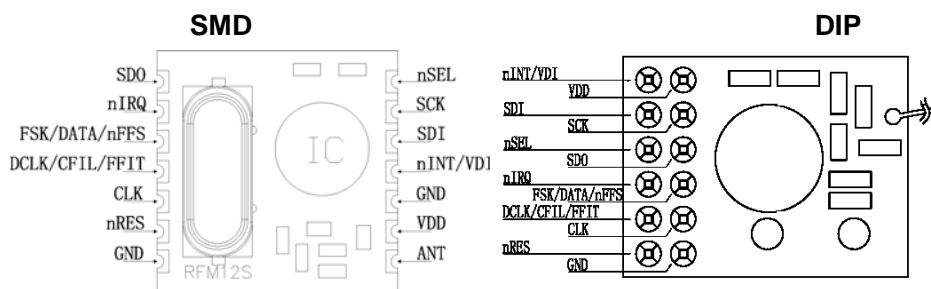 SMD
DIP
SDO
nIRQ
FSK/DATA/nFFS
DCLK/CFIL/FFIT
CLK
nRES
GND
IC
RFM12S
nSEL
SCK
SDI
nINT/VDI
GND
VDD
ANT
nINT/VDI
VDD
SDI
SCK
nSEL
SDO
nIRQ
FSK/DATA/nFFS
DCLK/CFIL/FFIT
CLK
nRES
GND